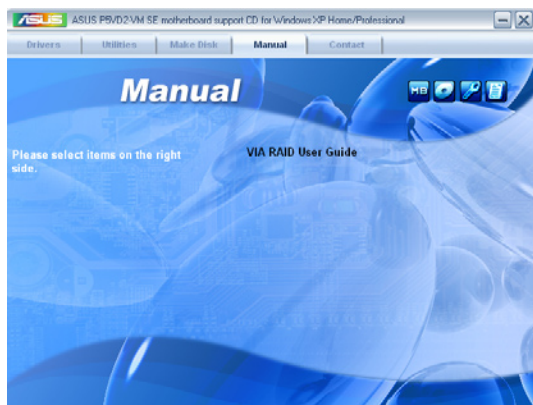 ASUS ASUS P5VD2-VM SE motherboard support CD for Windows XP Home/Professional
Drivers Utilities Make Disk Manual Contact
Manual
MB
Please select items on the right
side.
VIA RAID User Guide